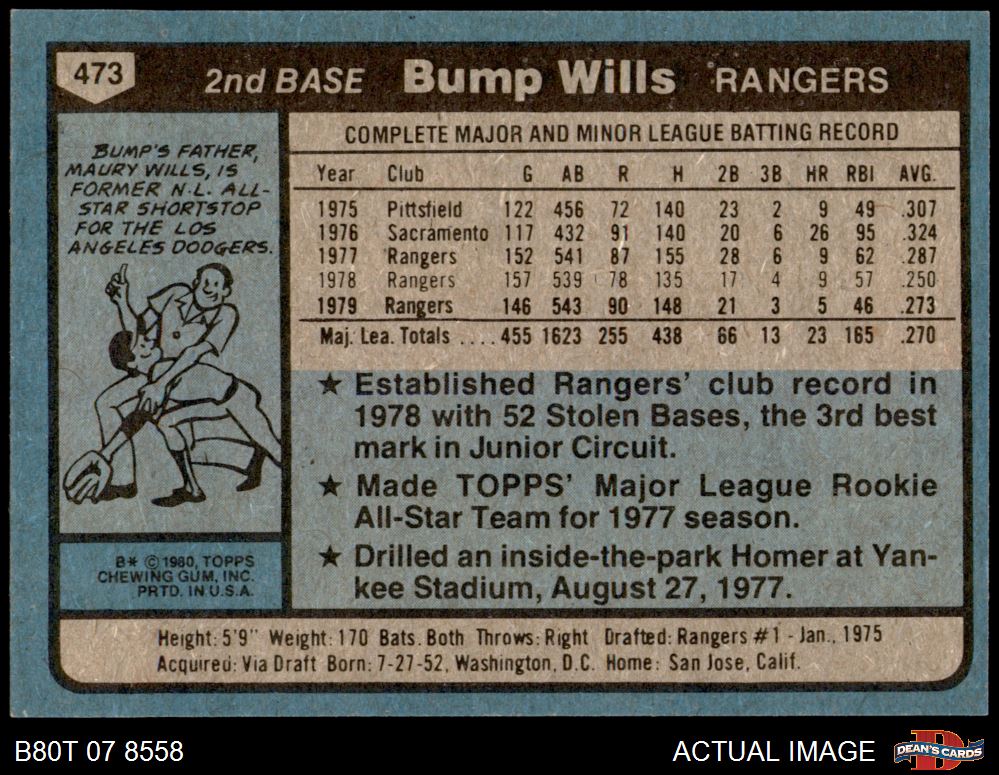 473
2nd BASE Bump Wills RANGERS
BUMP'S FATHER,
MAURY WILLS, IS
FORMER N.L. ALL-
STAR SHORTSTOP
FOR THE LOS
ANGELES DODGERS.
B* © 1980, TOPPS
CHEWING GUM, INC.
PRTD. IN U.S.A.
COMPLETE MAJOR AND MINOR LEAGUE BATTING RECORD
Year Club G AB R H 2B 3B HR RBI AVG.
1975 Pittsfield 122 456 72 140 23 2 9 49 .307
1976 Sacramento 117 432 91 140 20 6 26 95 .324
1977 Rangers 152 541 87 155 28 6 9 62 .287
1978 Rangers 157 539 78 135 17 4 9 57 .250
1979 Rangers 146 543 90 148 21 3 5 46 .273
Maj. Lea. Totals .... 455 1623 255 438 66 13 23 165 .270
★ Established Rangers' club record in
1978 with 52 Stolen Bases, the 3rd best
mark in Junior Circuit.
★ Made TOPPS' Major League Rookie
All-Star Team for 1977 season.
★ Drilled an inside-the-park Homer at Yan-
kee Stadium, August 27, 1977.
Height: 5'9" Weight: 170 Bats: Both Throws: Right Drafted: Rangers #1 - Jan., 1975
Acquired: Via Draft Born: 7-27-52, Washington, D.C. Home: San Jose, Calif.
B80T 07 8558
ACTUAL IMAGE
D
DEAN'S CARDS